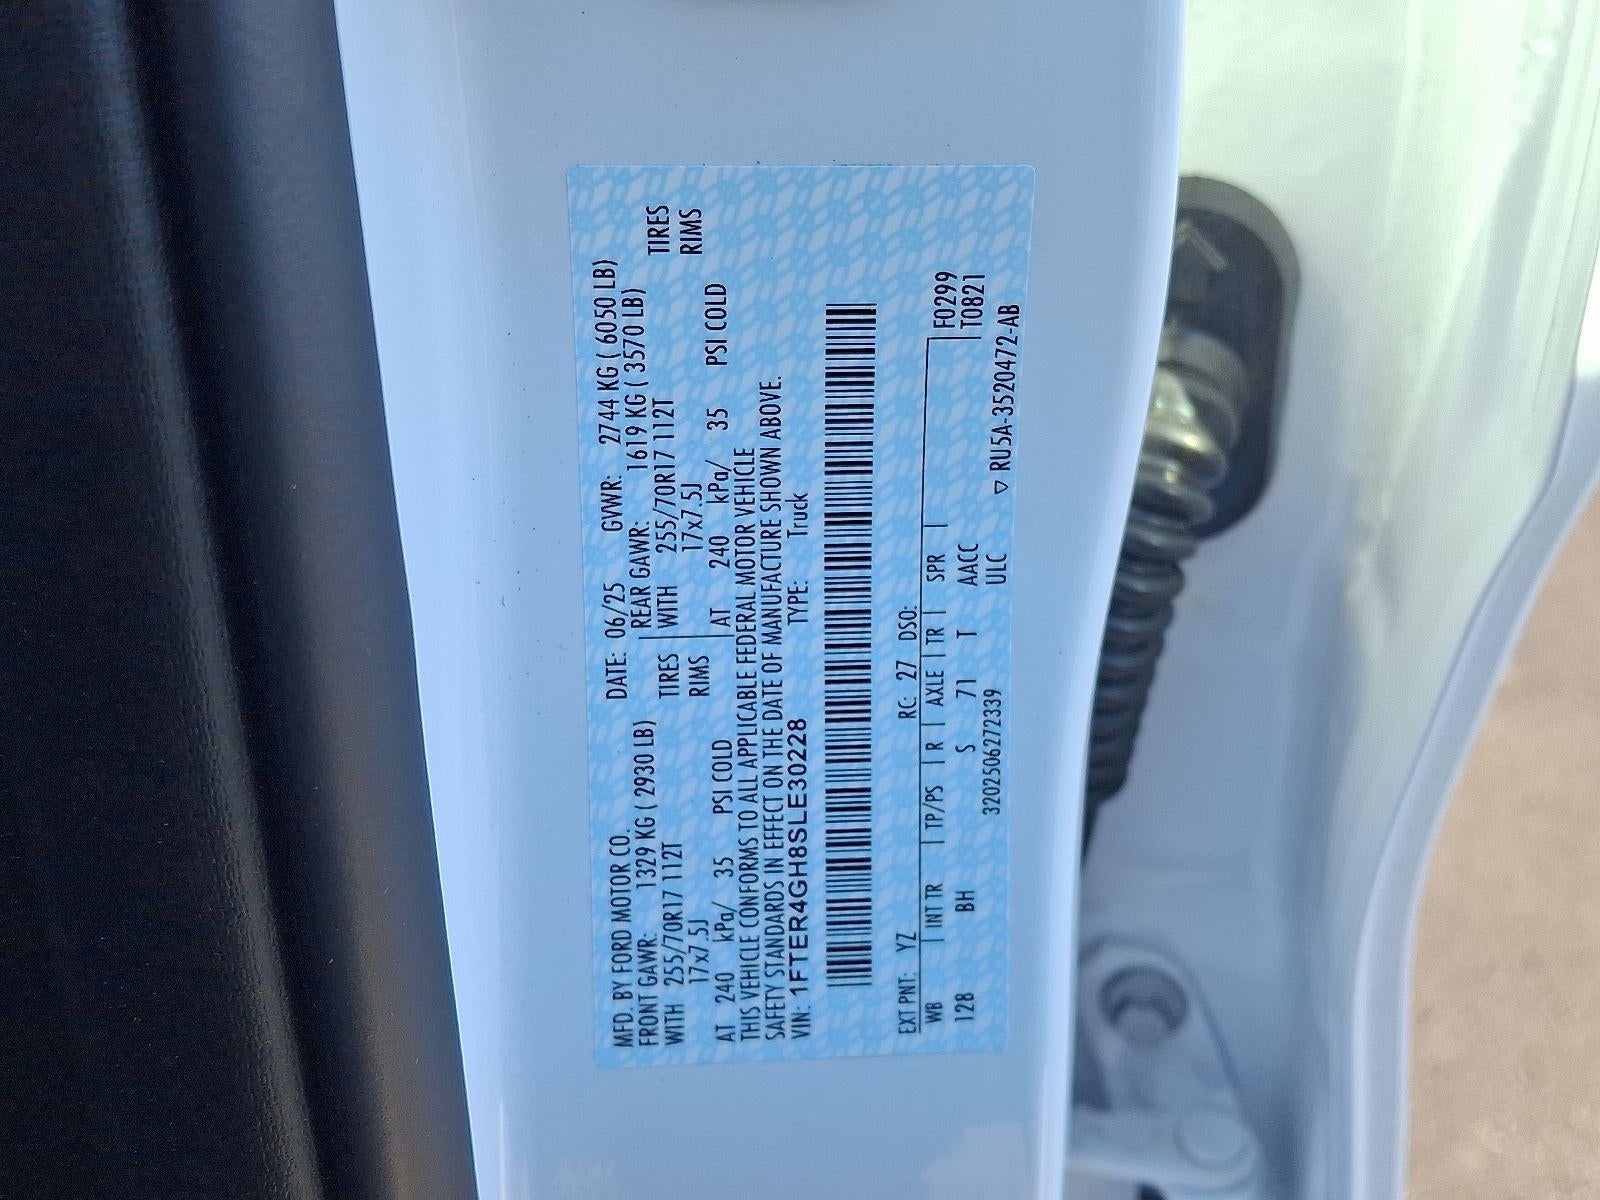 MFD. BY FORD MOTOR CO. DATE: 06/25 GVWR: 2744 KG ( 6050 LB)
FRONT GAWR: 1329 KG ( 2930 LB) REAR GAWR: 1619 KG ( 3570 LB)
WITH 255/70R17 112T TIRES WITH 255/70R17 112T TIRES
17x7.5J RIMS 17x7.5J RIMS
AT 240 kPa/ 35 PSI COLD AT 240 kPa/ 35 PSI COLD
THIS VEHICLE CONFORMS TO ALL APPLICABLE FEDERAL MOTOR VEHICLE
SAFETY STANDARDS IN EFFECT ON THE DATE OF MANUFACTURE SHOWN ABOVE.
VIN: 1FTER4GH8SLE30228 TYPE: Truck
EXT PNT: YZ RC: 27 DSO:
WB INT TR TP/PS R AXLE TR SPR F0299
128 BH S 7I T AACC T0821
320250627​2339 ULC ▽ RU5A-3520472-AB